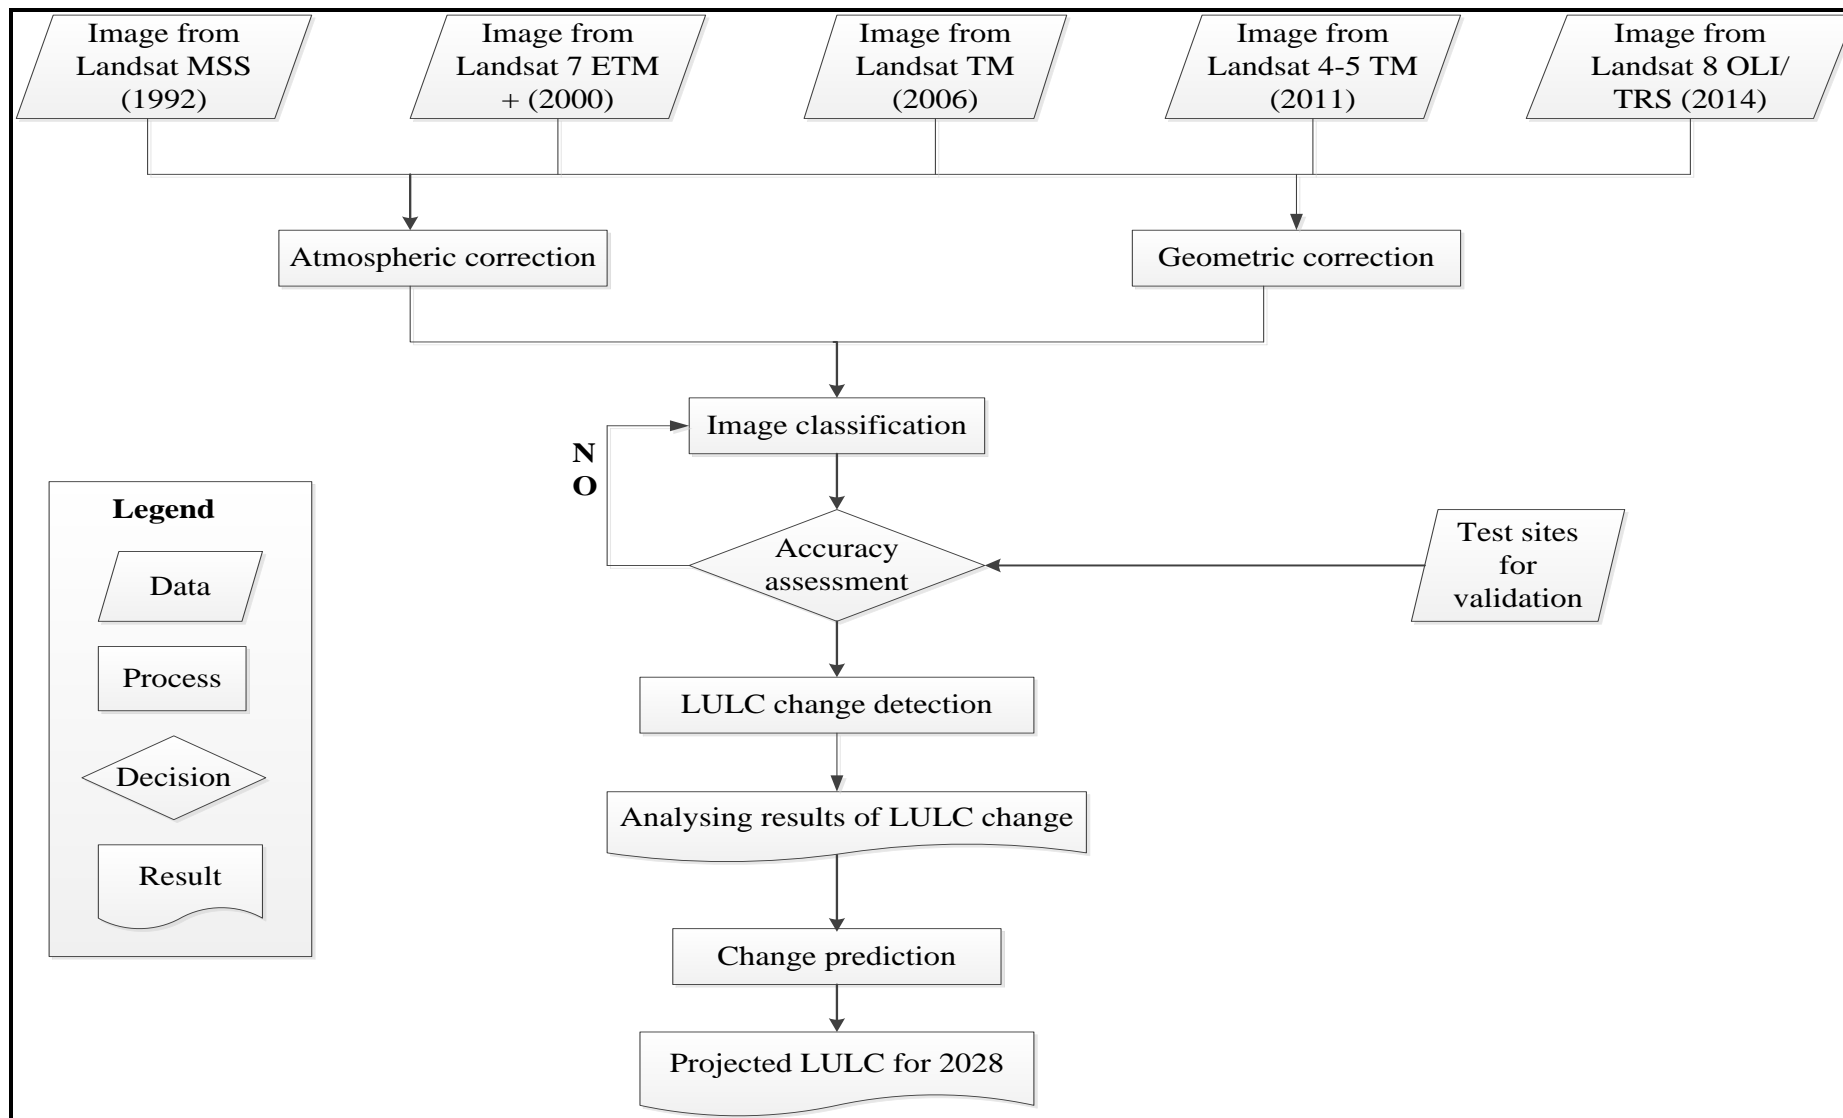 Image from
Landsat MSS
(1992)
Image from
Landsat 7 ETM
+ (2000)
Image from
Landsat TM
(2006)
Image from
Landsat 4-5 TM
(2011)
Image from
Landsat 8 OLI/
TRS (2014)
Atmospheric correction
Geometric correction
Image classification
N
O
Accuracy
assessment
Test sites
for
validation
LULC change detection
Analysing results of LULC change
Change prediction
Projected LULC for 2028
Legend
Data
Process
Decision
Result